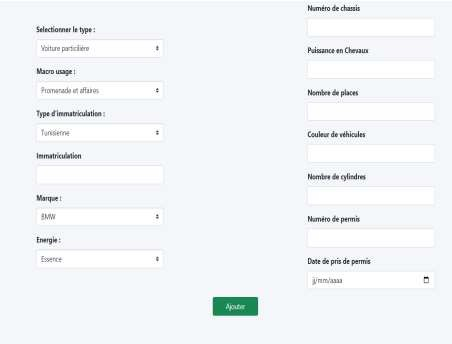 Selectionner le type :
Voiture particilière
Macro usage :
Promenade et affaires
Type d'immatriculation :
Tunisienne
Immatriculation
Marque :
BMW
Energie :
Essence
Numéro de chassis
Puissance en Chevaux
Nombre de places
Couleur de véhicules
Nombre de cylindres
Numéro de permis
Date de pris de permis
jj/mm/aaaa
Ajouter